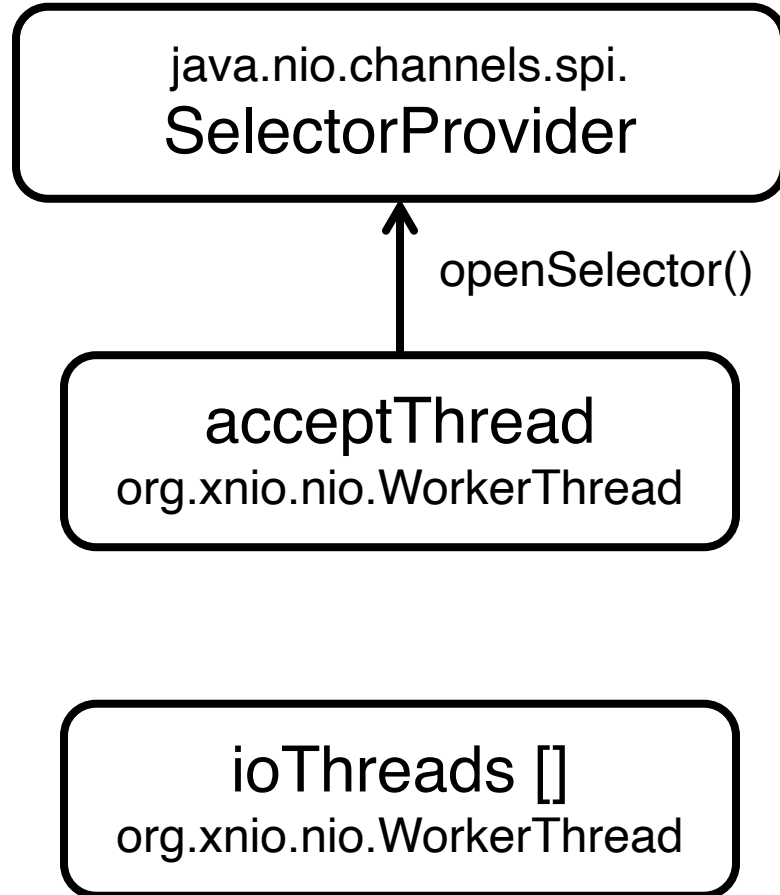 java.nio.channels.spi.
SelectorProvider
openSelector()
acceptThread
org.xnio.nio.WorkerThread
ioThreads []
org.xnio.nio.WorkerThread